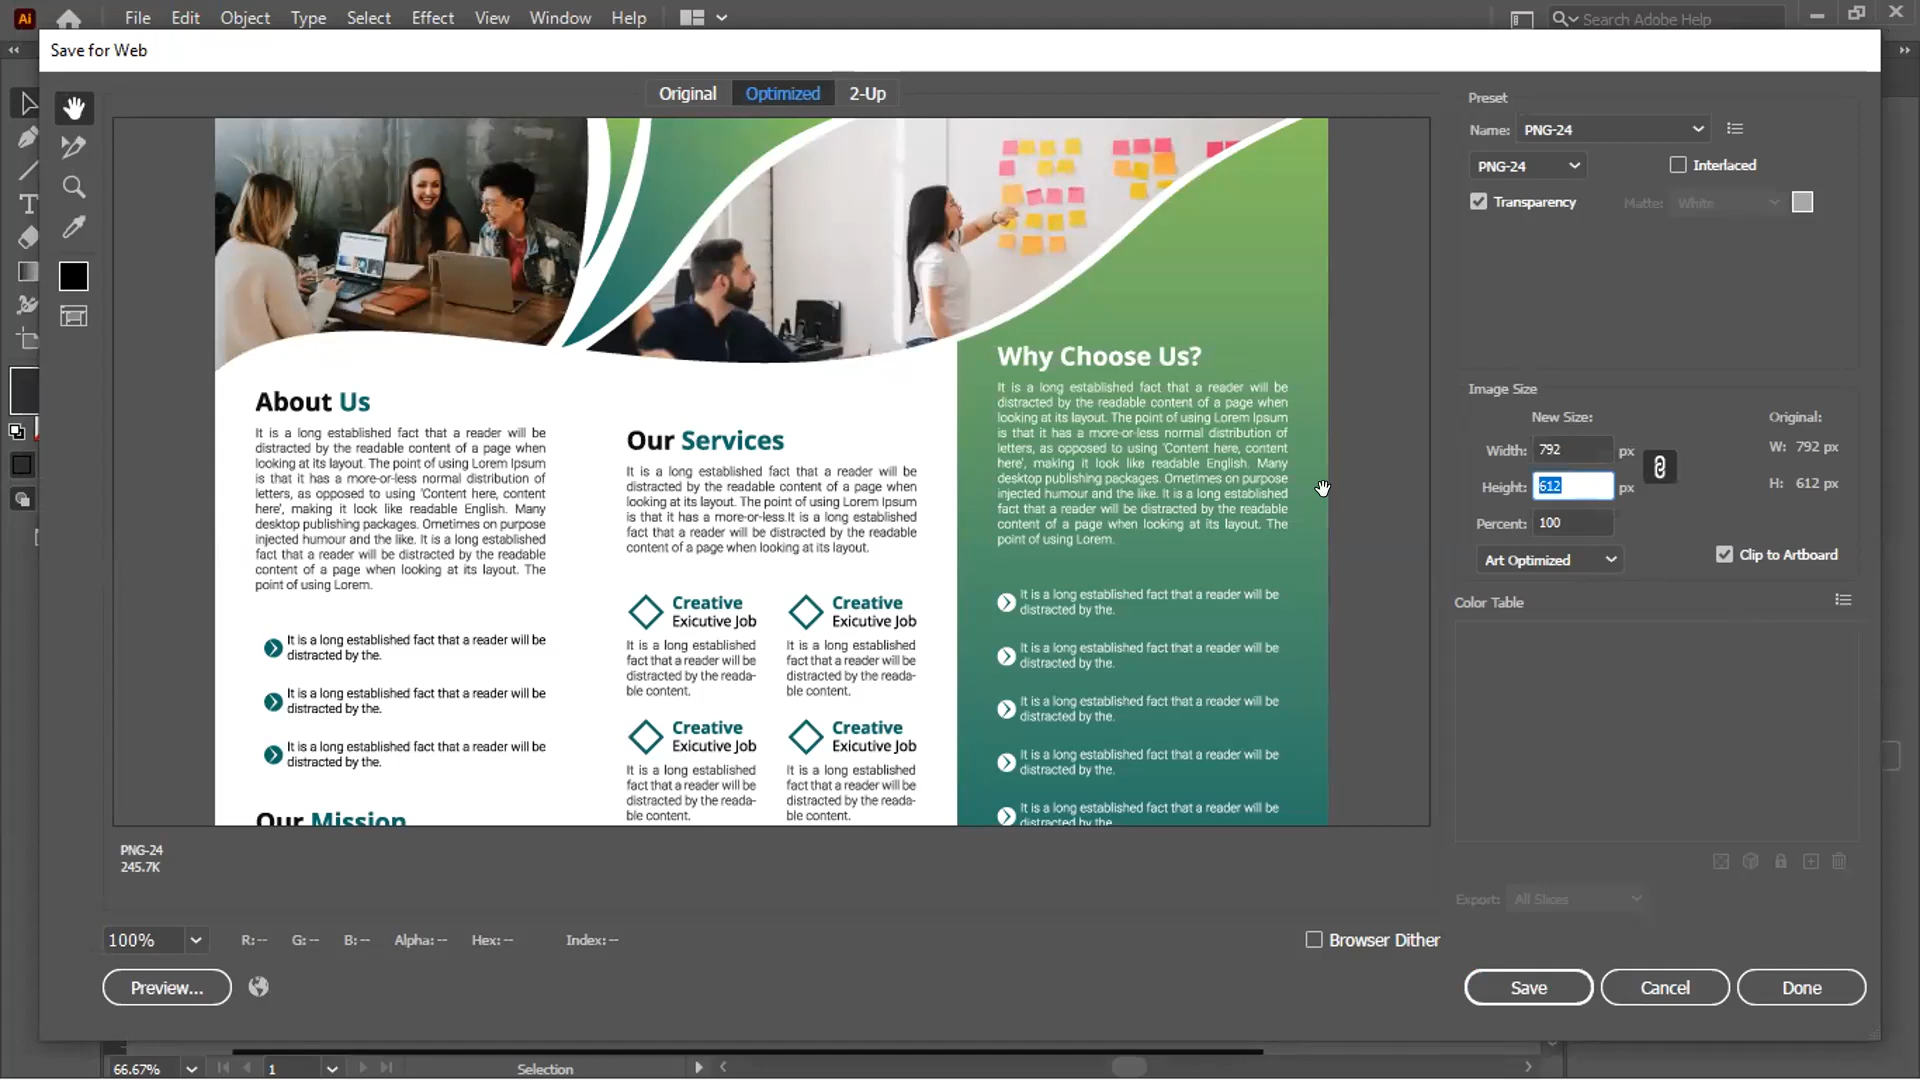 Ai
File Edit Object Type Select Effect View Window Help
Search Adobe Help
Save for Web
Original Optimized 2-Up
About Us
It is a long established fact that a reader will be
distracted by the readable content of a page when
looking at its layout. The point of using Lorem Ipsum
is that it has a more-or-less normal distribution of
letters, as opposed to using 'Content here, content
here', making it look like readable English. Many
desktop publishing packages. Ometimes on purpose
injected humour and the like. It is a long established
fact that a reader will be distracted by the readable
content of a page when looking at its layout. The
point of using Lorem.
It is a long established fact that a reader will be
distracted by the.
It is a long established fact that a reader will be
distracted by the.
It is a long established fact that a reader will be
distracted by the.
Our Mission
Our Services
It is a long established fact that a reader will be
distracted by the readable content of a page when
looking at its layout. The point of using Lorem Ipsum
is that it has a more-or-less.It is a long established
fact that a reader will be distracted by the readable
content of a page when looking at its layout.
Creative
Exicutive Job
It is a long established
fact that a reader will be
distracted by the reada-
ble content.
Creative
Exicutive Job
It is a long established
fact that a reader will be
distracted by the reada-
ble content.
Creative
Exicutive Job
It is a long established
fact that a reader will be
distracted by the reada-
ble content.
Creative
Exicutive Job
It is a long established
fact that a reader will be
distracted by the reada-
ble content.
Why Choose Us?
It is a long established fact that a reader will be
distracted by the readable content of a page when
looking at its layout. The point of using Lorem Ipsum
is that it has a more-or-less normal distribution of
letters, as opposed to using 'Content here, content
here', making it look like readable English. Many
desktop publishing packages. Ometimes on purpose
injected humour and the like. It is a long established
fact that a reader will be distracted by the readable
content of a page when looking at its layout. The
point of using Lorem.
It is a long established fact that a reader will be
distracted by the.
It is a long established fact that a reader will be
distracted by the.
It is a long established fact that a reader will be
distracted by the.
It is a long established fact that a reader will be
distracted by the.
It is a long established fact that a reader will be
distracted by the.
Preset
Name: PNG-24
PNG-24 Interlaced
Transparency Matte: White
Image Size
New Size: Original:
Width: 792 px W: 792 px
Height: 612 px H: 612 px
Percent: 100
Art Optimized Clip to Artboard
Color Table
Export: All Slices
PNG-24
245.7K
100% R: -- G: -- B: -- Alpha: -- Hex: -- Index: -- Browser Dither
Preview... Save Cancel Done
66.67% 1 Selection